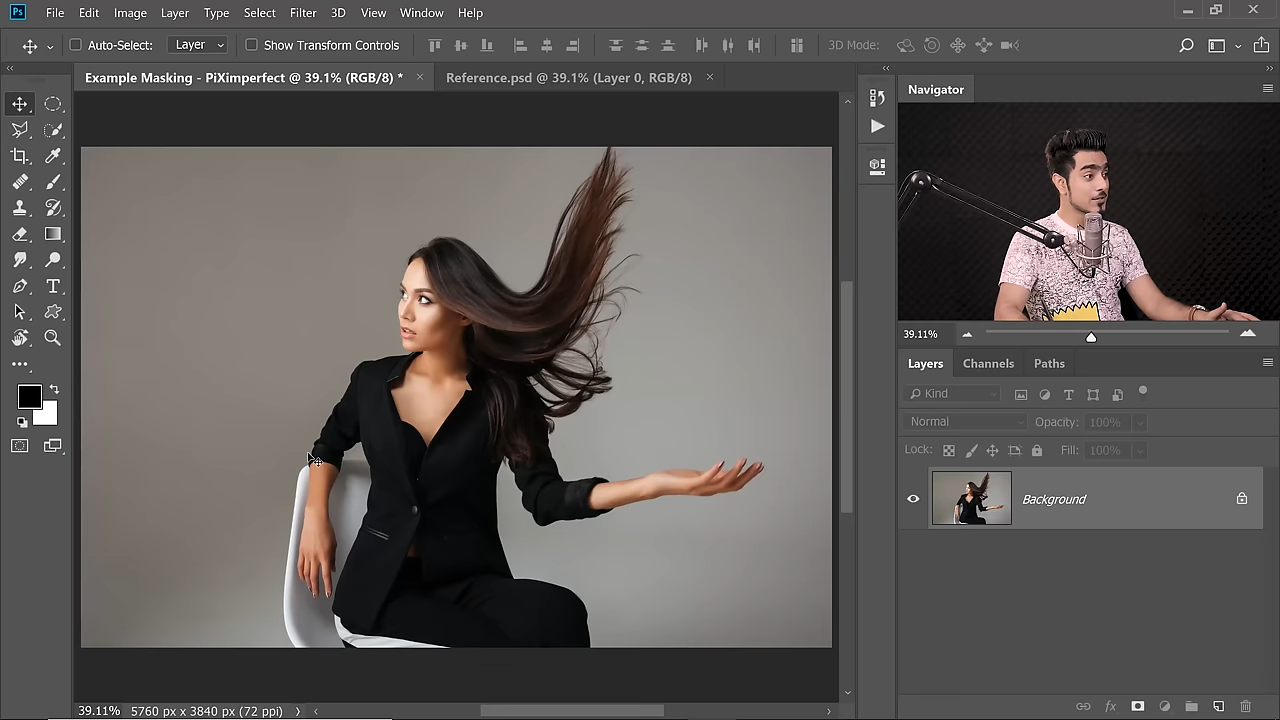 Ps File Edit Image Layer Type Select Filter 3D View Window Help
Auto-Select: Layer Show Transform Controls 3D Mode:
Example Masking - PiXimperfect @ 39.1% (RGB/8) * × Reference.psd @ 39.1% (Layer 0, RGB/8) ×
Navigator
39.11%
Layers Channels Paths
Kind
Normal Opacity: 100%
Lock: Fill: 100%
Background
fx
39.11% 5760 px x 3840 px (72 ppi)